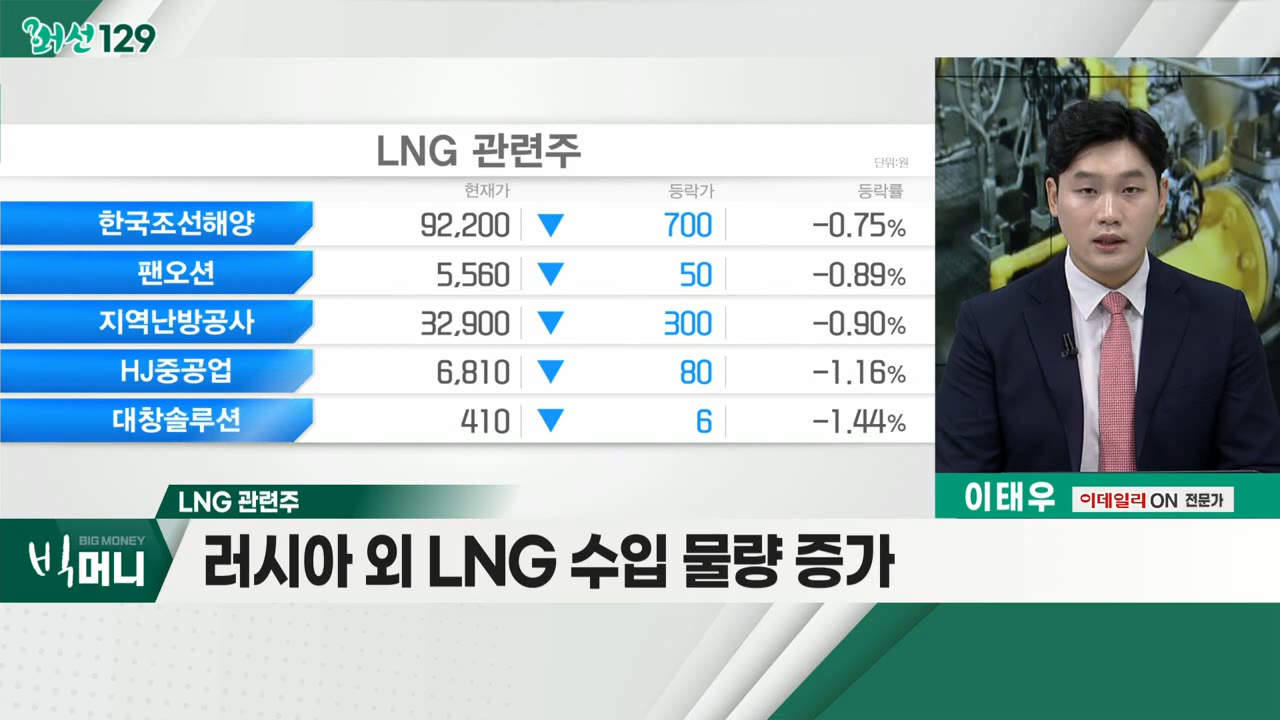 머선129
LNG 관련주
단위:원
현재가 등락가 등락률
한국조선해양 92,200 ▼ 700 -0.75%
팬오션 5,560 ▼ 50 -0.89%
지역난방공사 32,900 ▼ 300 -0.90%
HJ중공업 6,810 ▼ 80 -1.16%
대창솔루션 410 ▼ 6 -1.44%
이태우 이데일리 ON 전문가
LNG 관련주
BIG MONEY
빅머니
러시아 외 LNG 수입 물량 증가